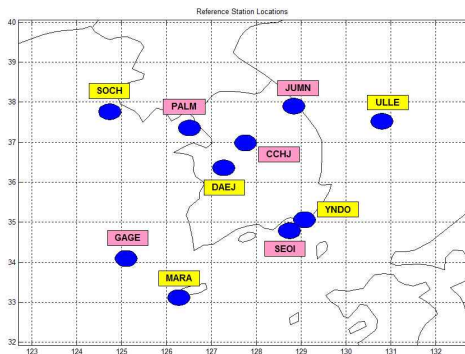 Reference Station Locations
40
39
38
37
36
35
34
33
32
SOCH
PALM
JUMN
ULLE
CCHJ
DAEJ
YNDO
GAGE
SEOI
MARA
123 124 125 126 127 128 129 130 131 132